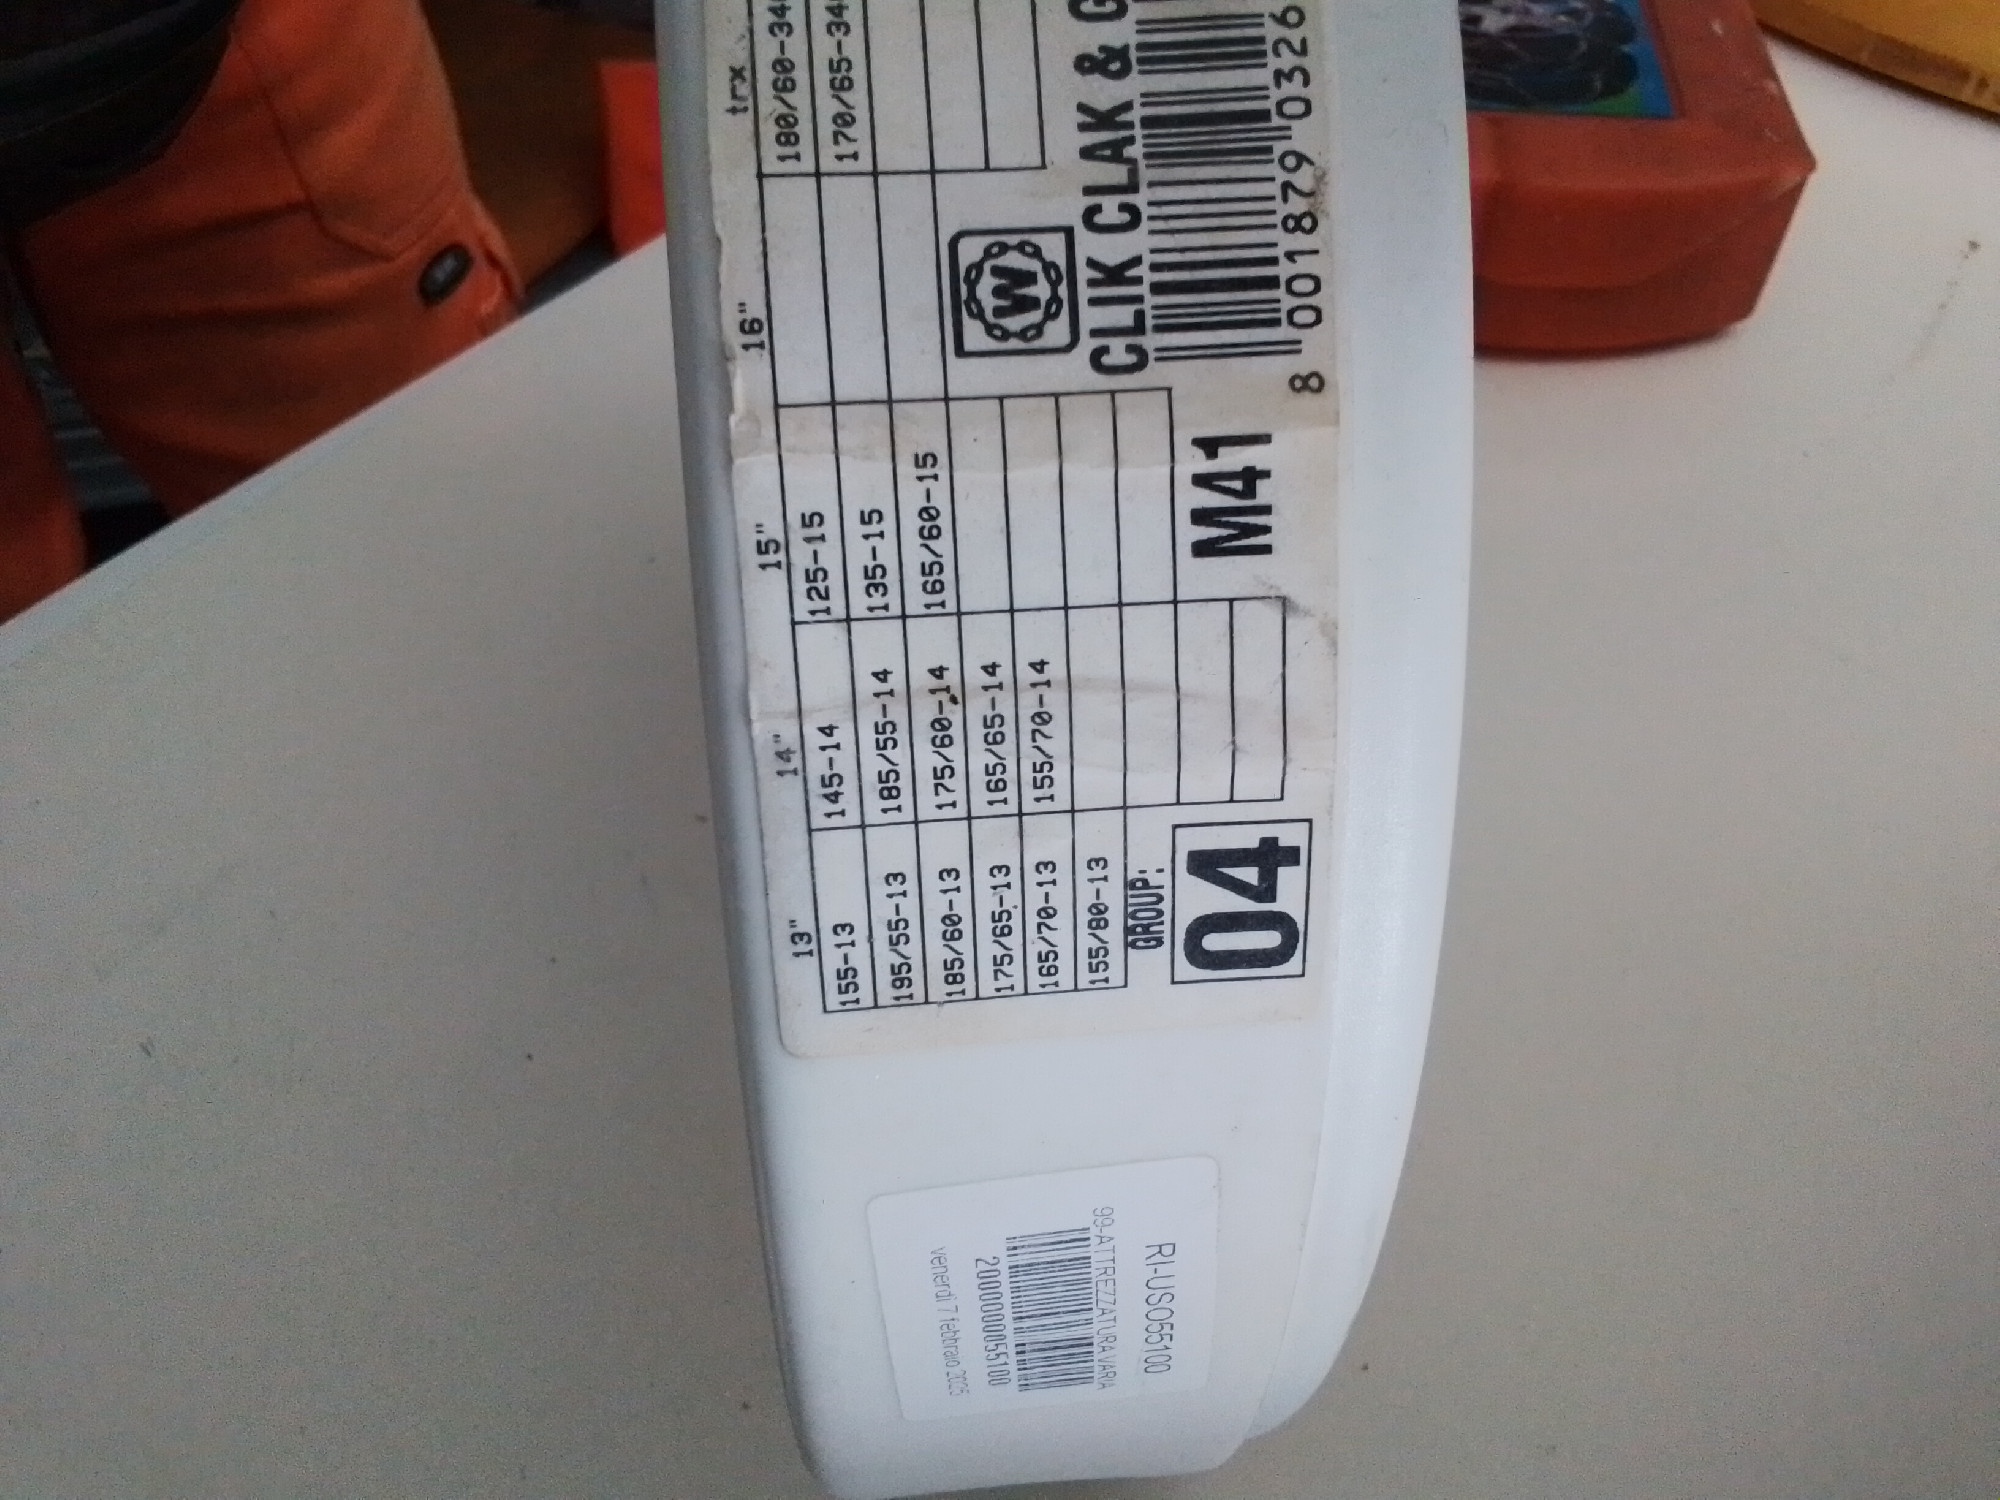 13"
155-13
195/55-13
185/60-13
175/65-13
165/70-13
155/80-13
14"
145-14
185/55-14
175/60-14
165/65-14
155/70-14
15"
125-15
135-15
165/60-15
16"
trx
180/60-34
170/65-34
GROUP:
04
M41
W
CLIK CLAK &
8 001879 0326
RI-US055100
99-ATTREZZATURA VARIA
2000000055100
venerdì 7 febbraio 2025